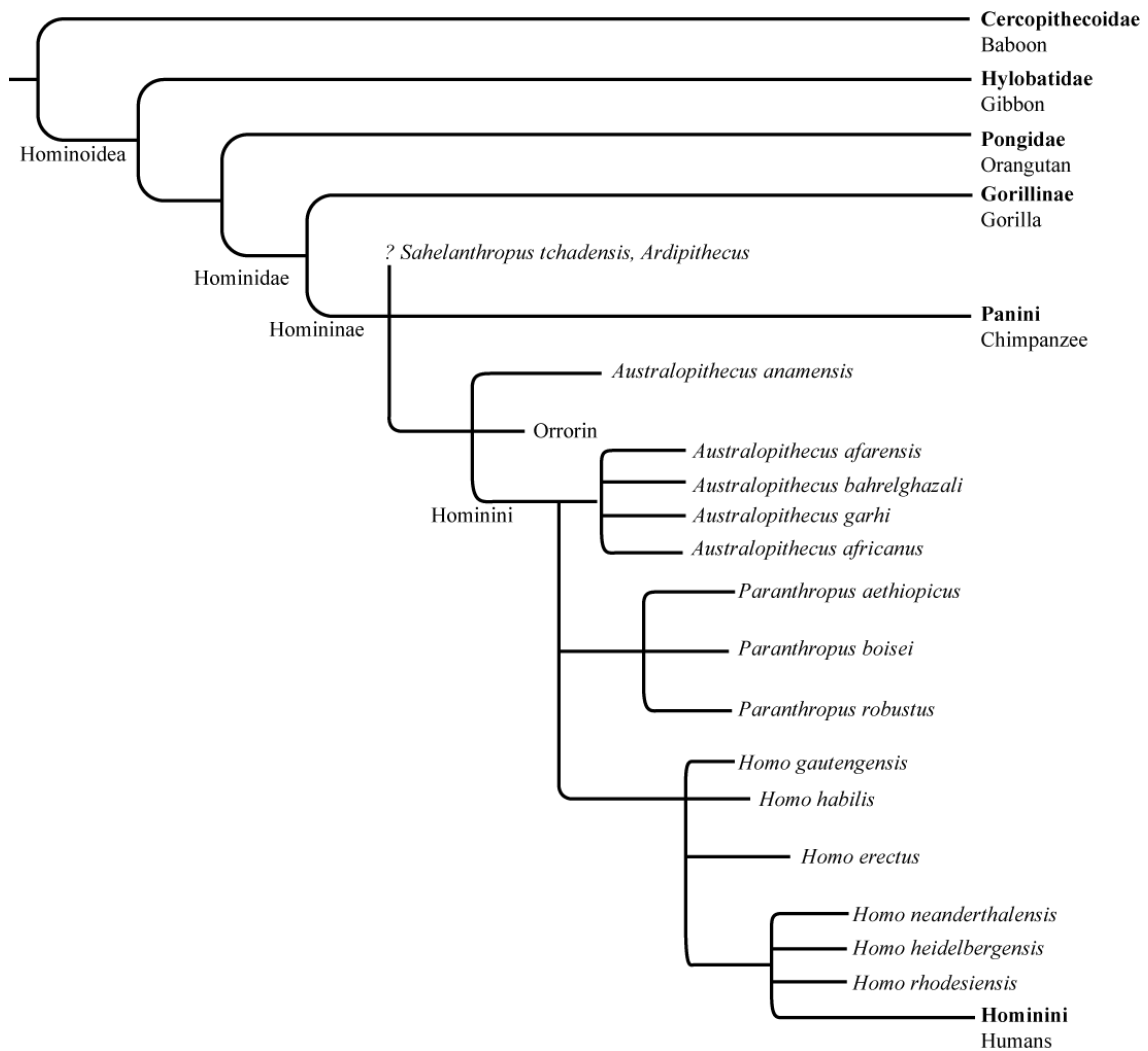 Cercopithecoidae
Baboon
Hylobatidae
Gibbon
Hominoidea
Pongidae
Orangutan
Gorillinae
Gorilla
? Sahelanthropus tchadensis, Ardipithecus
Hominidae
Homininae
Panini
Chimpanzee
Australopithecus anamensis
Orrorin
Australopithecus afarensis
Australopithecus bahrelghazali
Hominini
Australopithecus garhi
Australopithecus africanus
Paranthropus aethiopicus
Paranthropus boisei
Paranthropus robustus
Homo gautengensis
Homo habilis
Homo erectus
Homo neanderthalensis
Homo heidelbergensis
Homo rhodesiensis
Hominini
Humans